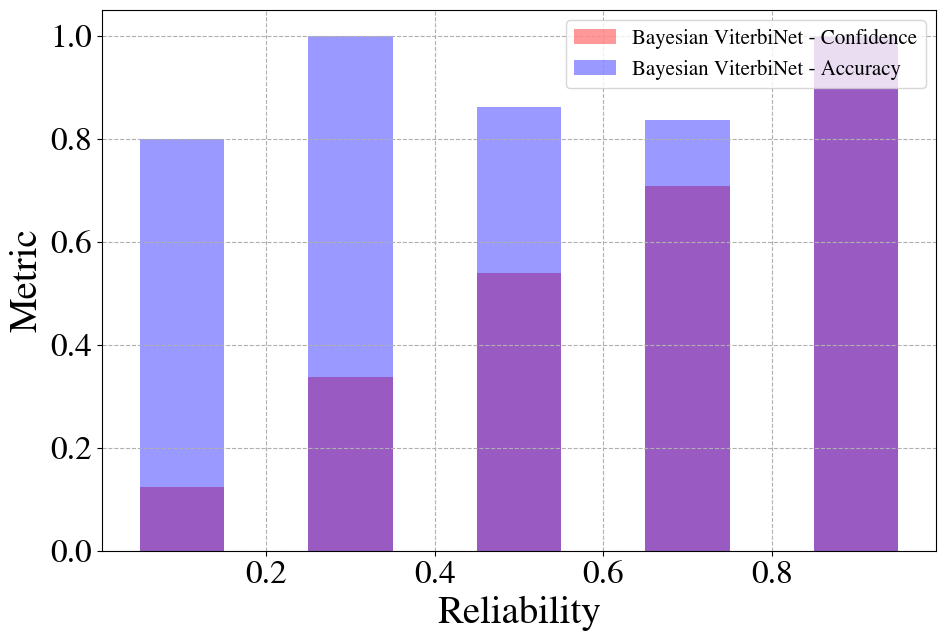 1.0
0.8
0.6
0.4
0.2
0.0
Metric
Bayesian ViterbiNet - Confidence
Bayesian ViterbiNet - Accuracy
0.2 0.4 0.6 0.8
Reliability